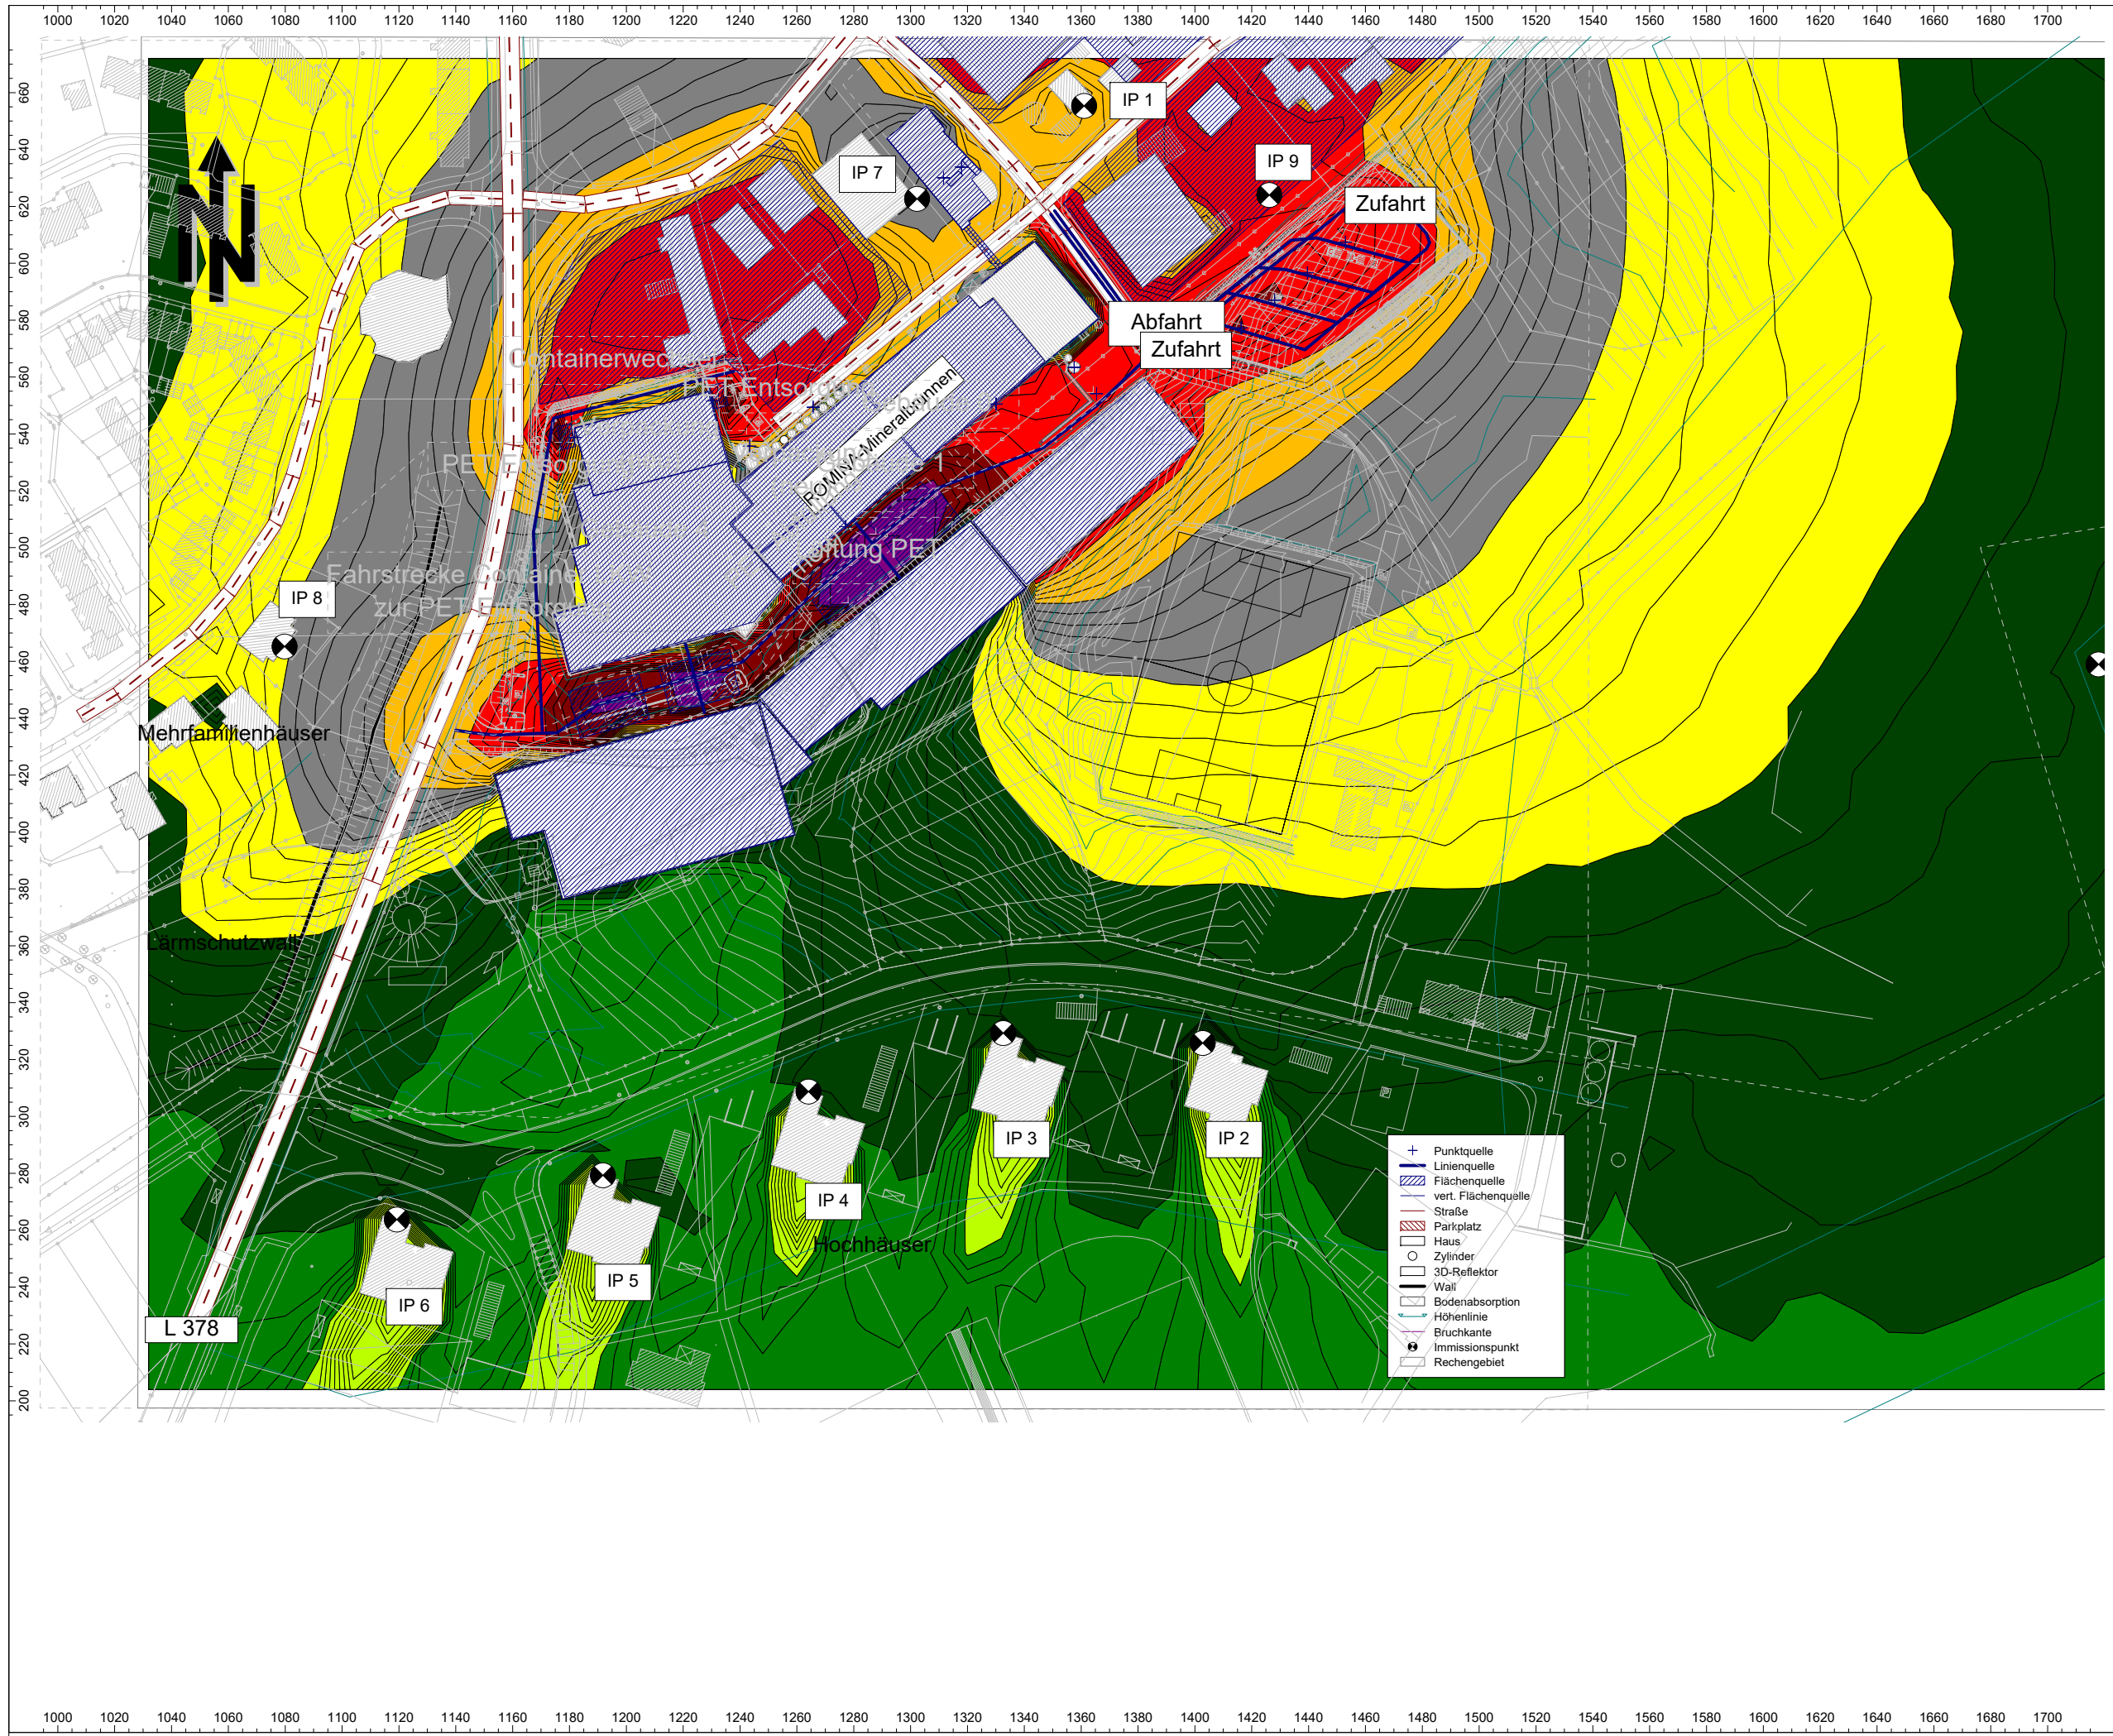 1000 1020 1040 1060 1080 1100 1120 1140 1160 1180 1200 1220 1240 1260 1280 1300 1320 1340 1360 1380 1400 1420 1440 1460 1480 1500 1520 1540 1560 1580 1600 1620 1640 1660 1680 1700
660
640
620
600
580
560
540
520
500
480
460
440
420
400
380
360
340
320
300
280
260
240
220
200
N
IP 1
IP 9
IP 7
Zufahrt
Abfahrt
Zufahrt
Containerwechsler
PET Entsorgung
ROMINA-Mineralbrunnen
PET Entsorgung
Lüftung PET
Fahrstrecke Container
zur PET Entsorgung
IP 8
Mehrfamilienhäuser
Lärmschutzwall
IP 3
IP 2
IP 4
Hochhäuser
IP 5
IP 6
L 378
Punktquelle
Linienquelle
Flächenquelle
vert. Flächenquelle
Straße
Parkplatz
Haus
Zylinder
3D-Reflektor
Wall
Bodenabsorption
Höhenlinie
Bruchkante
Immissionspunkt
Rechengebiet
1000 1020 1040 1060 1080 1100 1120 1140 1160 1180 1200 1220 1240 1260 1280 1300 1320 1340 1360 1380 1400 1420 1440 1460 1480 1500 1520 1540 1560 1580 1600 1620 1640 1660 1680 1700